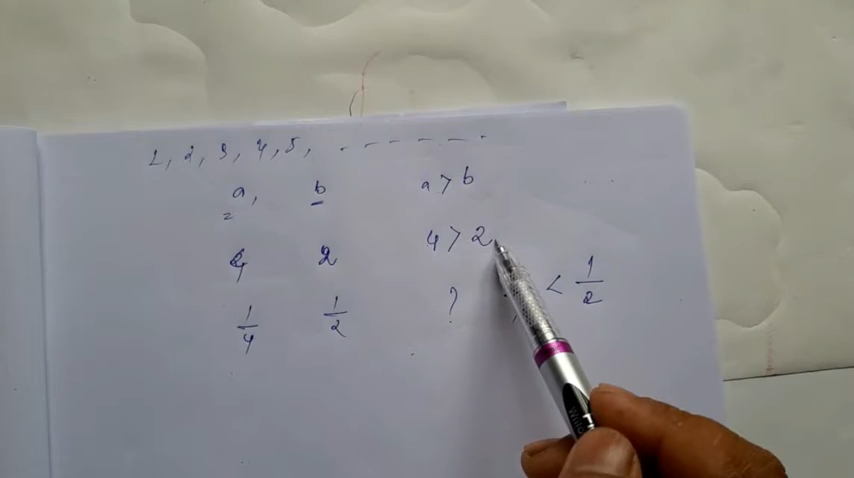 1, 2, 3, 4, 5, - - - - - - -
a, b a > b
4 2 4 > 2
1/4 1/2 ? < 1/2